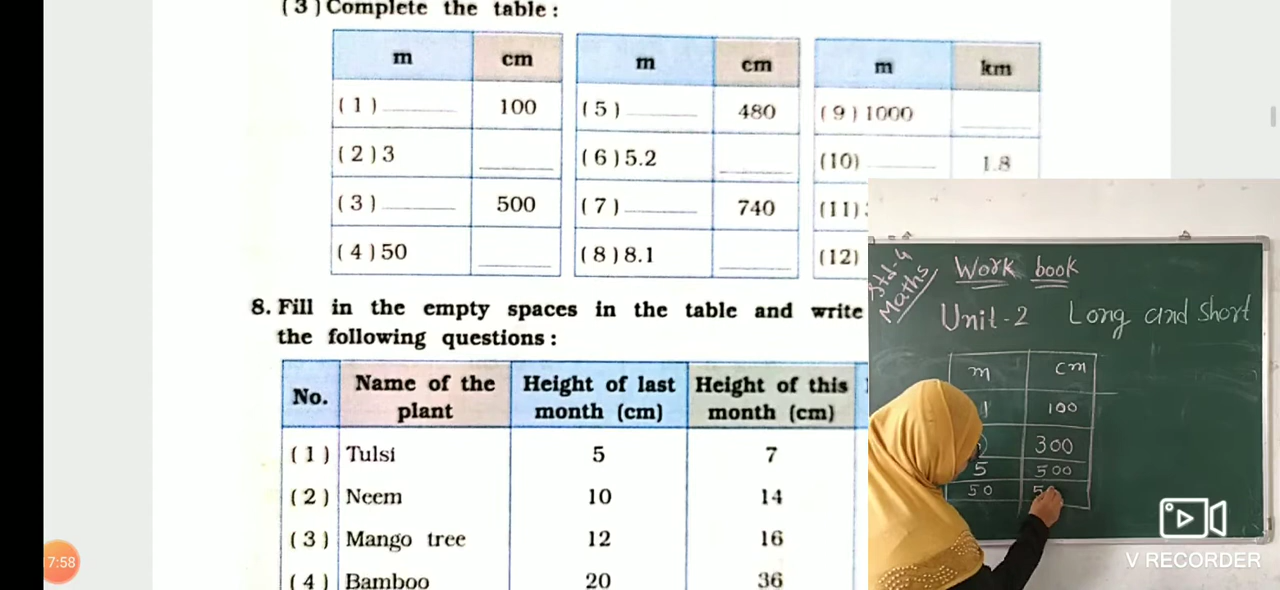 (3) Complete the table :
m cm
(1) ______ 100
(2) 3 ______
(3) ______ 500
(4) 50 ______
m cm
(5) ______ 480
(6) 5.2 ______
(7) ______ 740
(8) 8.1 ______
m km
(9) 1000 ______
(10) ______ 1.8
(11)
(12)
8. Fill in the empty spaces in the table and write
the following questions :
No. Name of the plant Height of last month (cm) Height of this month (cm)
(1) Tulsi 5 7
(2) Neem 10 14
(3) Mango tree 12 16
(4) Bamboo 20 36
7:58
Std-4
Maths
Work book
Unit-2 Long and Short
m cm
1 100
300
5 500
50 5
V RECORDER